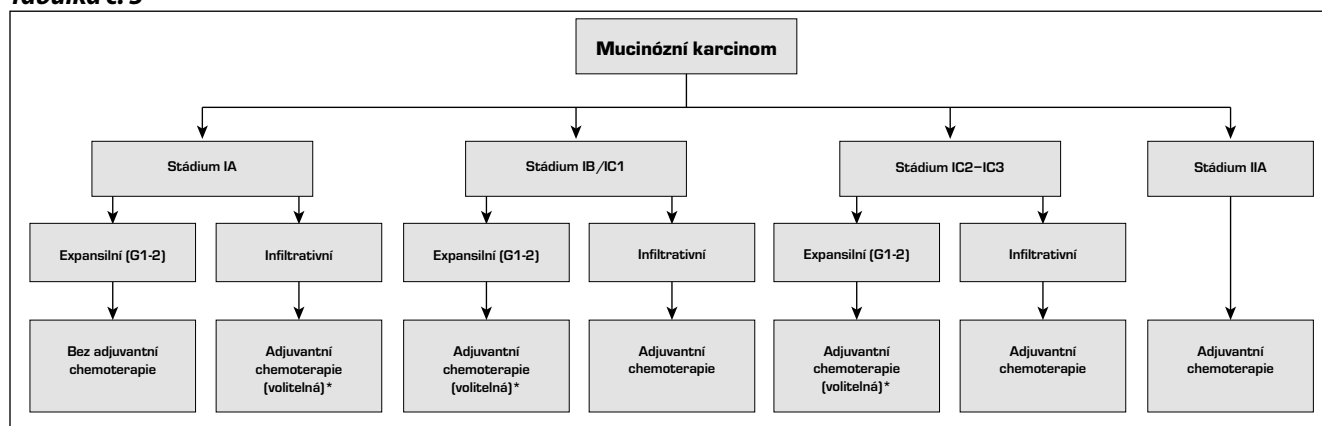 Tabulka č. 3
Mucinózní karcinom
Stádium IA
Stádium IB/IC1
Stádium IC2–IC3
Stádium IIA
Expansilní (G1-2)
Infiltrativní
Expansilní (G1-2)
Infiltrativní
Expansilní (G1-2)
Infiltrativní
Bez adjuvantní
chemoterapie
Adjuvantní
chemoterapie
(volitelná)*
Adjuvantní
chemoterapie
(volitelná)*
Adjuvantní
chemoterapie
Adjuvantní
chemoterapie
(volitelná)*
Adjuvantní
chemoterapie
Adjuvantní
chemoterapie